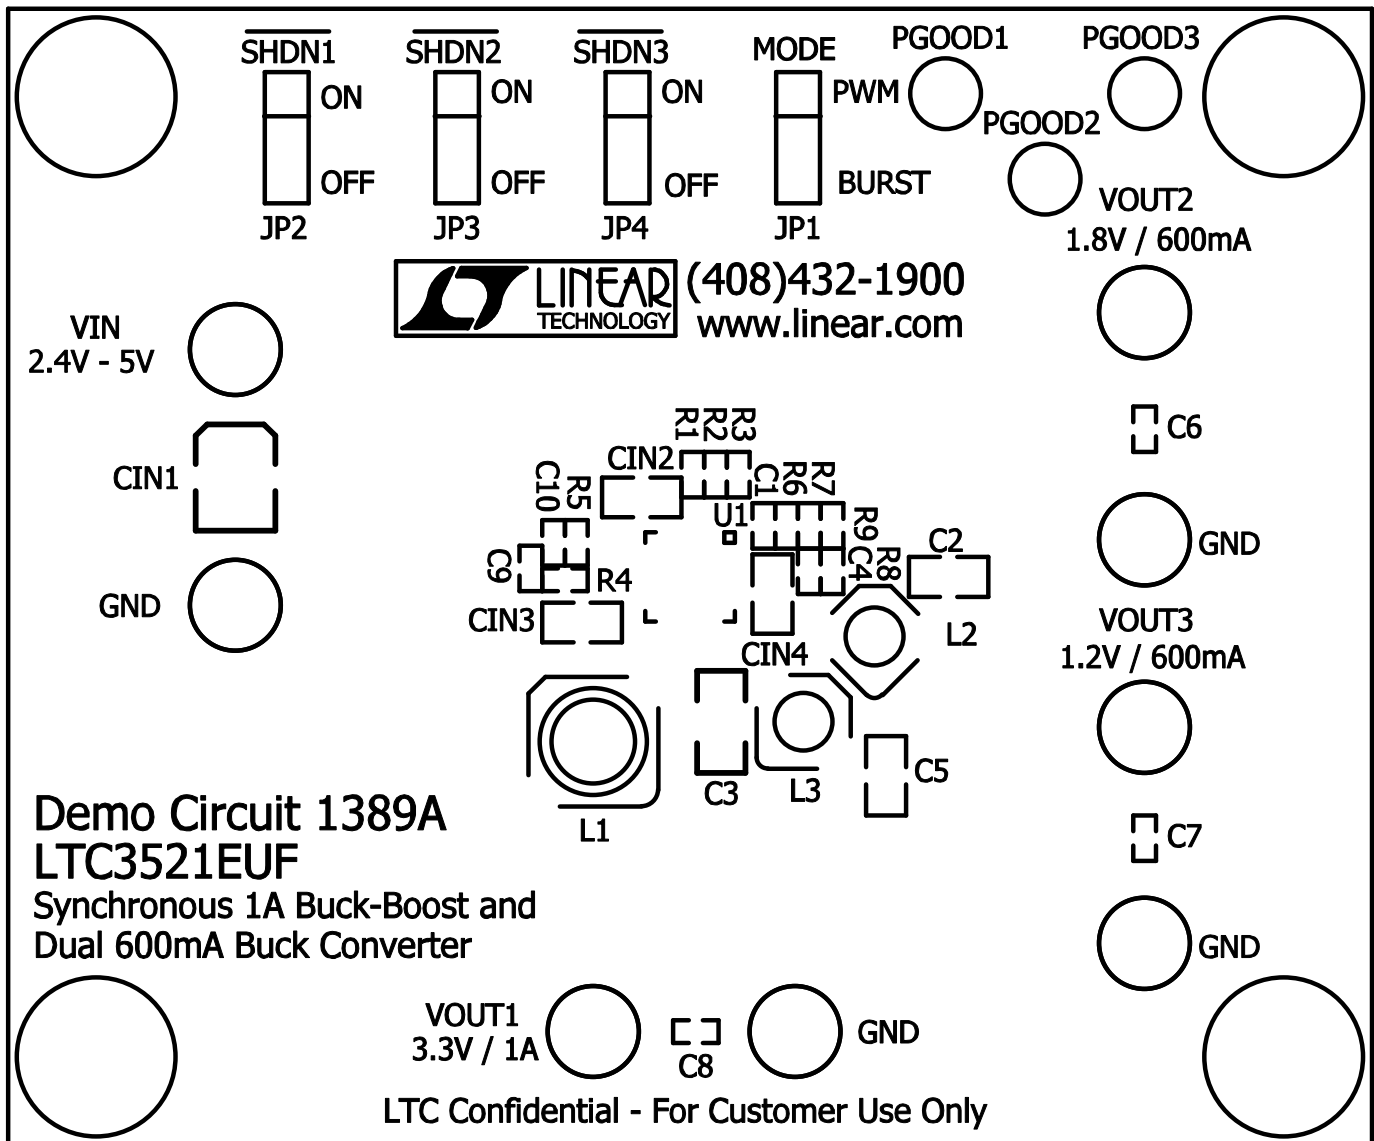 SHDN1
SHDN2
SHDN3
MODE
PGOOD1
PGOOD3
ON
ON
ON
PWM
PGOOD2
OFF
OFF
OFF
BURST
JP2
JP3
JP4
JP1
VOUT2
1.8V / 600mA
LINEAR
TECHNOLOGY
(408)432-1900
www.linear.com
VIN
2.4V - 5V
CIN1
GND
C6
GND
R1
R2
R3
CIN2
C10
R5
C1
R6
R7
U1
R9
C9
R4
C4
R8
C2
CIN3
CIN4
L2
VOUT3
1.2V / 600mA
C3
L3
C5
L1
C7
GND
Demo Circuit 1389A
LTC3521EUF
Synchronous 1A Buck-Boost and
Dual 600mA Buck Converter
VOUT1
3.3V / 1A
C8
GND
LTC Confidential - For Customer Use Only